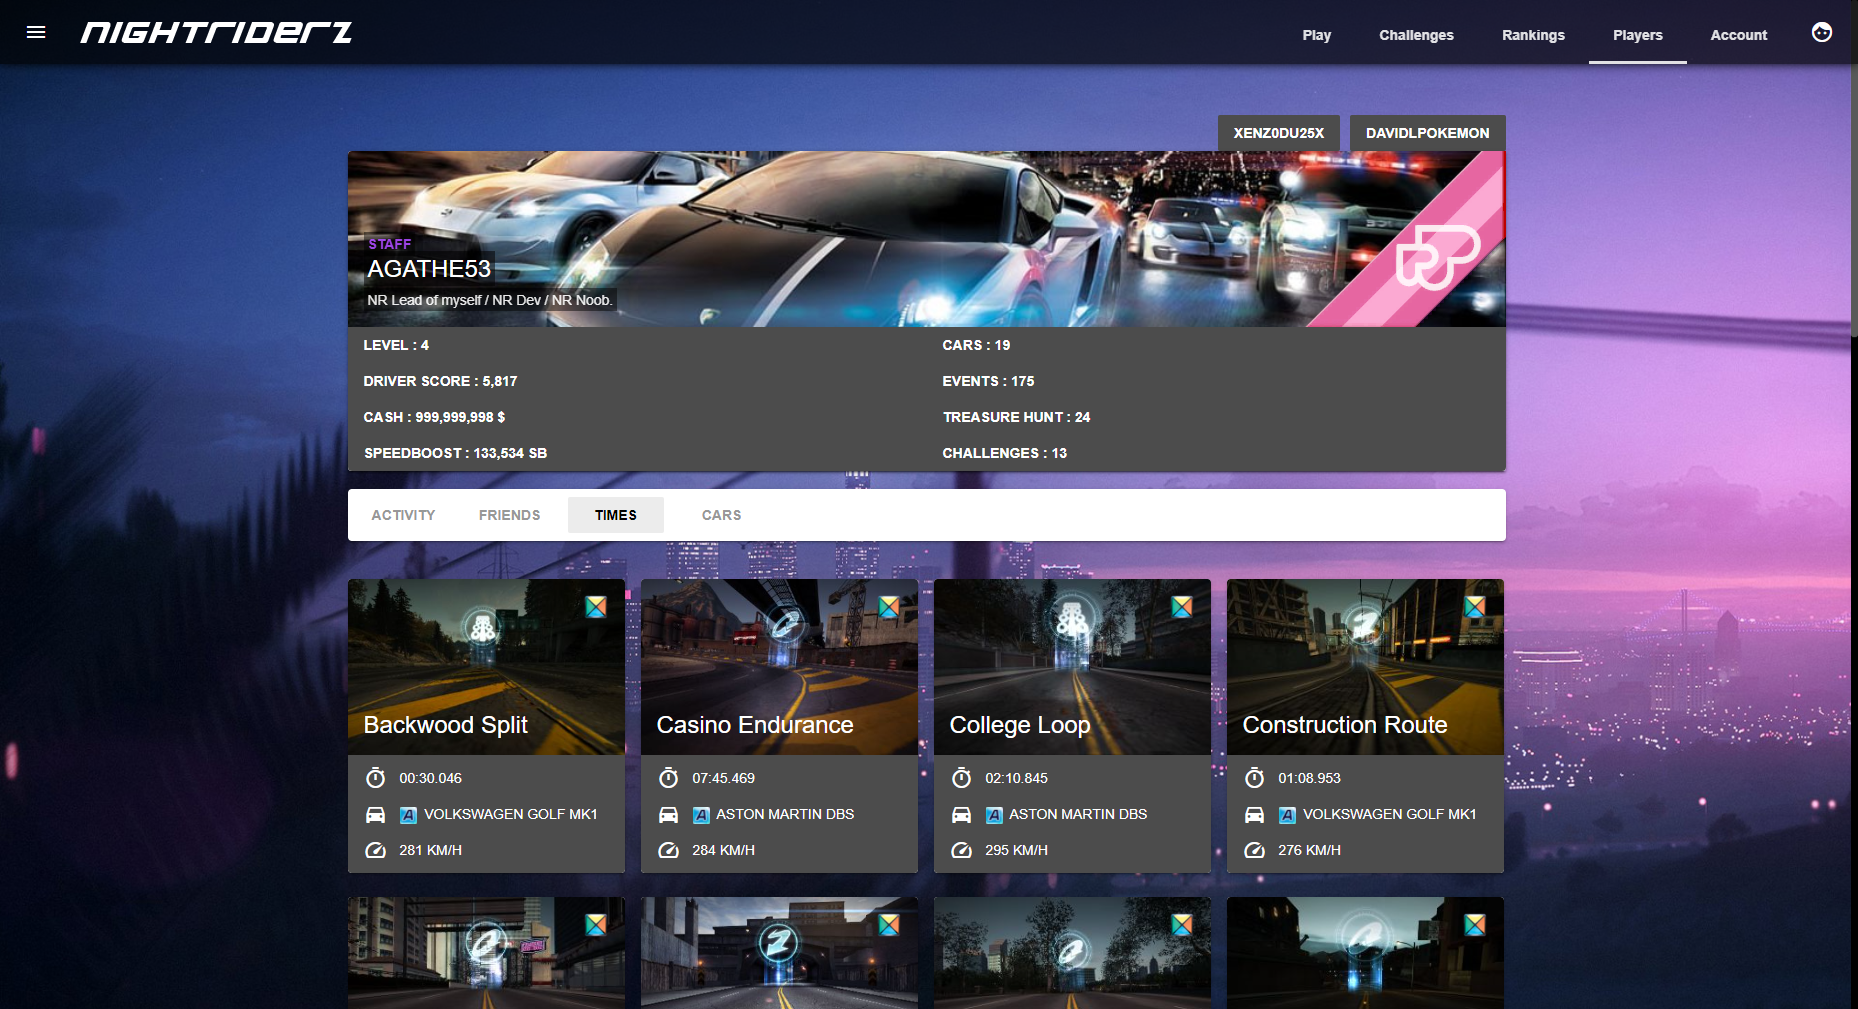 NIGHTRIDERZ
Play
Challenges
Rankings
Players
Account
XENZ0DU25X
DAVIDLPOKEMON
STAFF
AGATHE53
NR Lead of myself / NR Dev / NR Noob.
LEVEL : 4
CARS : 19
DRIVER SCORE : 5,817
EVENTS : 175
CASH : 999,999,998 $
TREASURE HUNT : 24
SPEEDBOOST : 133,534 SB
CHALLENGES : 13
ACTIVITY
FRIENDS
TIMES
CARS
Backwood Split
00:30.046
A VOLKSWAGEN GOLF MK1
281 KM/H
Casino Endurance
07:45.469
A ASTON MARTIN DBS
284 KM/H
College Loop
02:10.845
A ASTON MARTIN DBS
295 KM/H
Construction Route
01:08.953
A VOLKSWAGEN GOLF MK1
276 KM/H